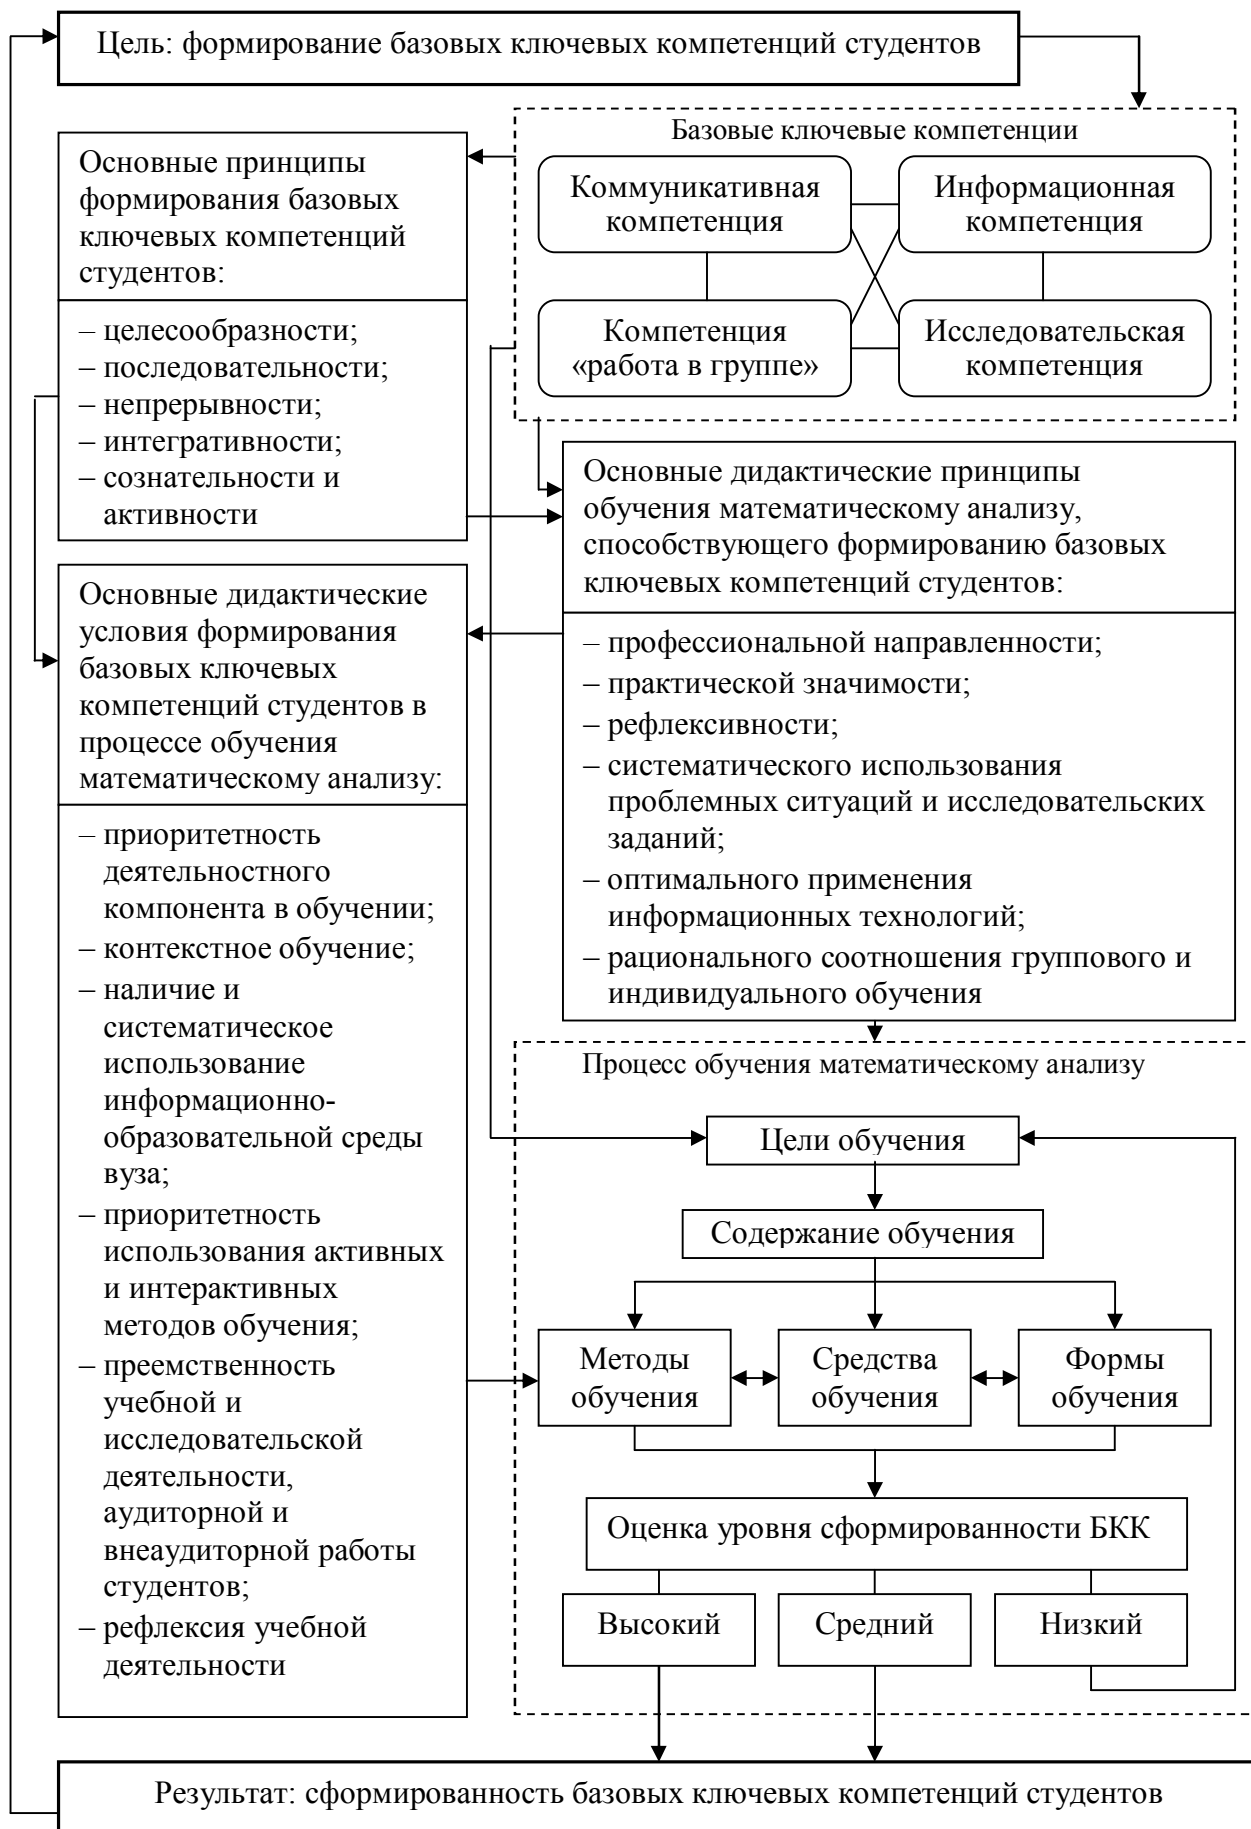 Цель: формирование базовых ключевых компетенций студентов
Базовые ключевые компетенции
Коммуникативная
компетенция
Информационная
компетенция
Компетенция
«работа в группе»
Исследовательская
компетенция
Основные принципы
формирования базовых
ключевых компетенций
студентов:
– целесообразности;
– последовательности;
– непрерывности;
– интегративности;
– сознательности и
активности
Основные дидактические принципы
обучения математическому анализу,
способствующего формированию базовых
ключевых компетенций студентов:
– профессиональной направленности;
– практической значимости;
– рефлексивности;
– систематического использования
проблемных ситуаций и исследовательских
заданий;
– оптимального применения
информационных технологий;
– рационального соотношения группового и
индивидуального обучения
Основные дидактические
условия формирования
базовых ключевых
компетенций студентов в
процессе обучения
математическому анализу:
– приоритетность
деятельностного
компонента в обучении;
– контекстное обучение;
– наличие и
систематическое
использование
информационно-
образовательной среды
вуза;
– приоритетность
использования активных
и интерактивных
методов обучения;
– преемственность
учебной и
исследовательской
деятельности,
аудиторной и
внеаудиторной работы
студентов;
– рефлексия учебной
деятельности
Процесс обучения математическому анализу
Цели обучения
Содержание обучения
Методы
обучения
Средства
обучения
Формы
обучения
Оценка уровня сформированности БКК
Высокий
Средний
Низкий
Результат: сформированность базовых ключевых компетенций студентов